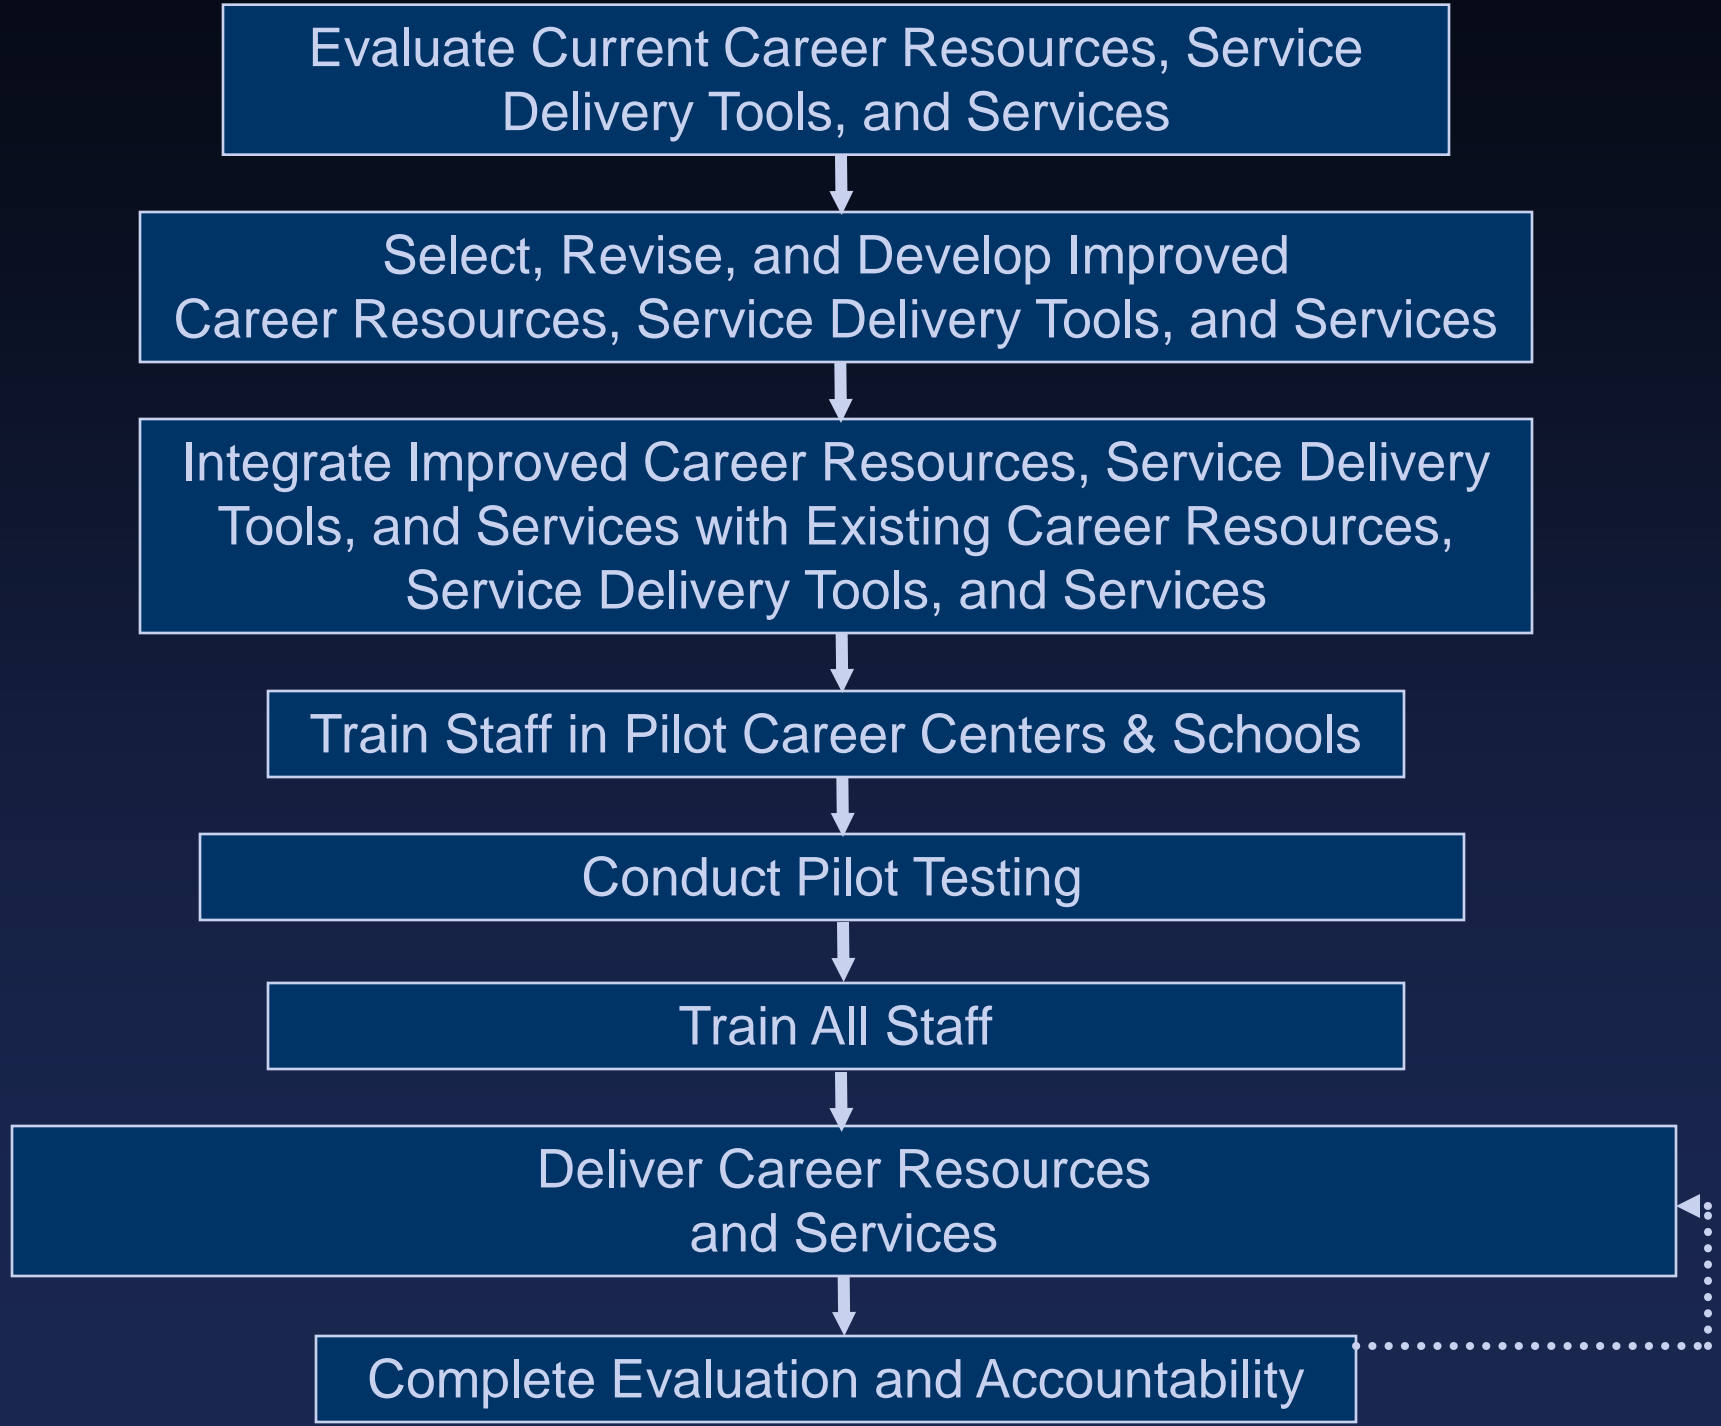 Evaluate Current Career Resources, Service
Delivery Tools, and Services
Select, Revise, and Develop Improved
Career Resources, Service Delivery Tools, and Services
Integrate Improved Career Resources, Service Delivery
Tools, and Services with Existing Career Resources,
Service Delivery Tools, and Services
Train Staff in Pilot Career Centers & Schools
Conduct Pilot Testing
Train All Staff
Deliver Career Resources
and Services
Complete Evaluation and Accountability